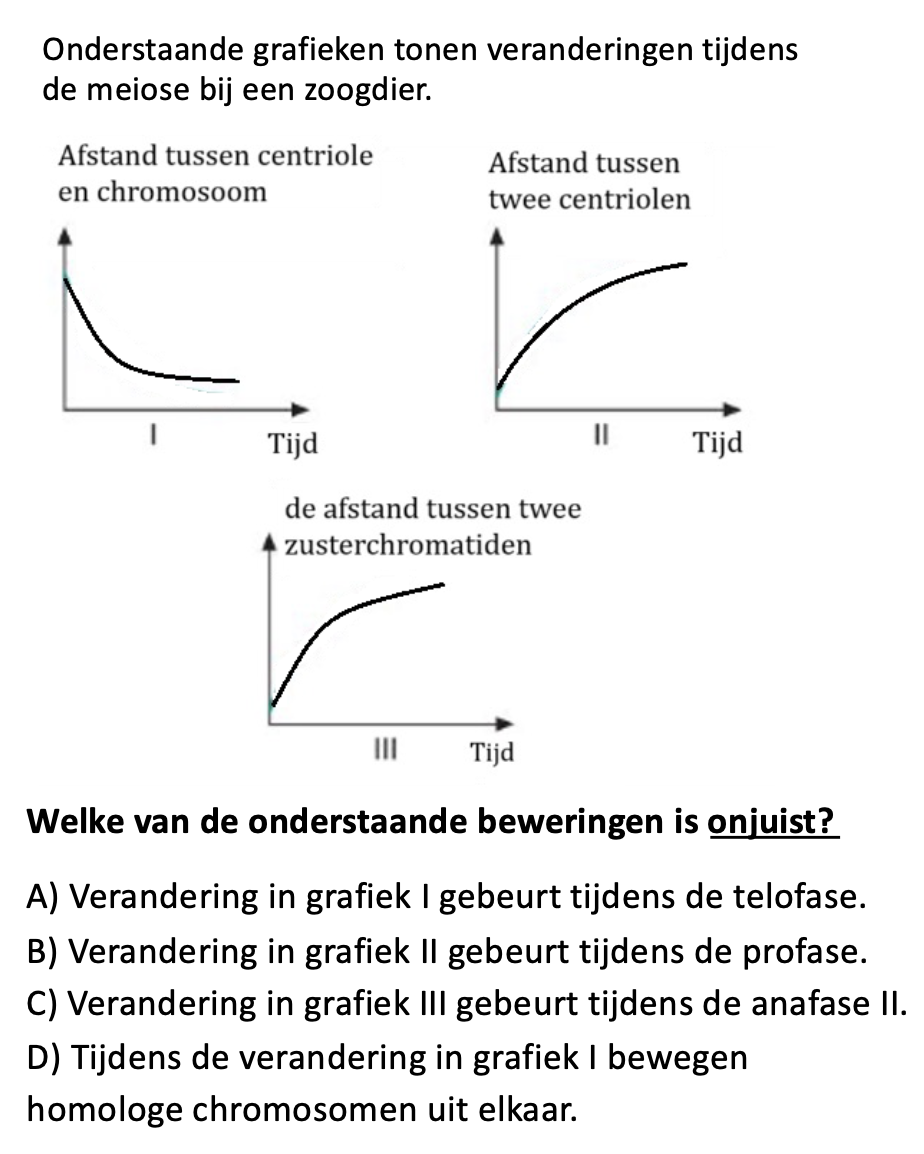 Onderstaande grafieken tonen veranderingen tijdens
de meiose bij een zoogdier.
Afstand tussen centriole
en chromosoom
Afstand tussen
twee centriolen
I
Tijd
II
Tijd
de afstand tussen twee
zusterchromatiden
III
Tijd
Welke van de onderstaande beweringen is onjuist?
A) Verandering in grafiek I gebeurt tijdens de telofase.
B) Verandering in grafiek II gebeurt tijdens de profase.
C) Verandering in grafiek III gebeurt tijdens de anafase II.
D) Tijdens de verandering in grafiek I bewegen
homologe chromosomen uit elkaar.